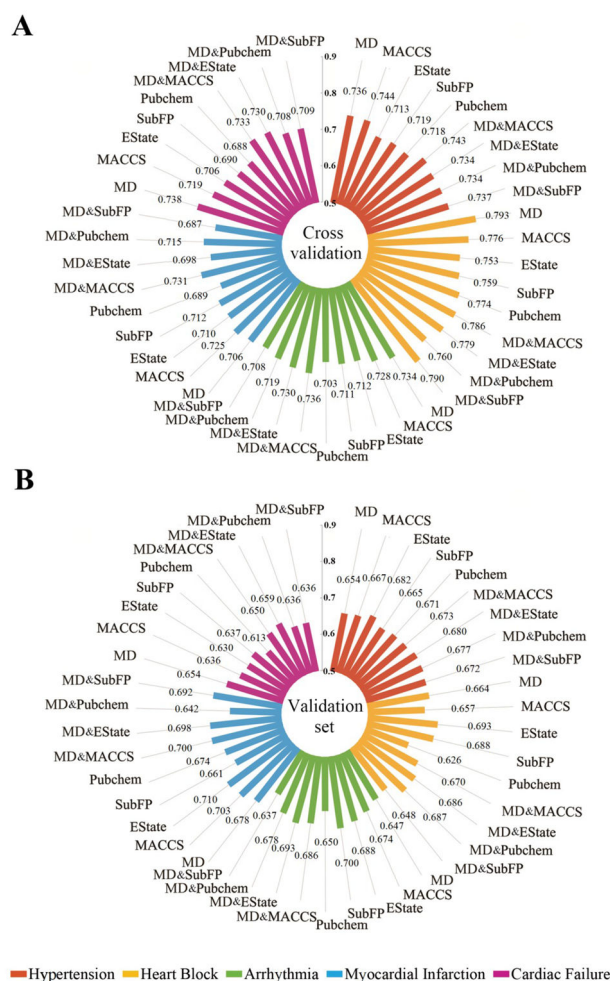 A
MD
MACCS
EState
SubFP
Pubchem
MD&MACCS
MD&EState
MD&Pubchem
MD&SubFP
MD
MACCS
EState
SubFP
Pubchem
MD&MACCS
MD&EState
MD&Pubchem
MD&SubFP
MD
MACCS
EState
SubFP
Pubchem
MD&MACCS
MD&EState
MD&Pubchem
MD&SubFP
MD
MACCS
EState
SubFP
Pubchem
MD&MACCS
MD&EState
MD&Pubchem
MD&SubFP
MD
MACCS
EState
SubFP
Pubchem
MD&MACCS
MD&EState
MD&Pubchem
MD&SubFP
0.9
0.8
0.7
0.6
0.5
0.736
0.744
0.713
0.719
0.718
0.743
0.734
0.734
0.737
0.793
0.776
0.753
0.759
0.774
0.786
0.779
0.760
0.790
0.734
0.728
0.712
0.711
0.703
0.736
0.730
0.719
0.708
0.706
0.725
0.710
0.712
0.689
0.731
0.698
0.715
0.687
0.738
0.719
0.706
0.690
0.688
0.733
0.730
0.708
0.709
Cross
validation
B
MD
MACCS
EState
SubFP
Pubchem
MD&MACCS
MD&EState
MD&Pubchem
MD&SubFP
MD
MACCS
EState
SubFP
Pubchem
MD&MACCS
MD&EState
MD&Pubchem
MD&SubFP
MD
MACCS
EState
SubFP
Pubchem
MD&MACCS
MD&EState
MD&Pubchem
MD&SubFP
MD
MACCS
EState
SubFP
Pubchem
MD&MACCS
MD&EState
MD&Pubchem
MD&SubFP
MD
MACCS
EState
SubFP
Pubchem
MD&MACCS
MD&EState
MD&Pubchem
MD&SubFP
0.9
0.8
0.7
0.6
0.5
0.654
0.667
0.682
0.665
0.671
0.673
0.680
0.677
0.672
0.664
0.657
0.693
0.688
0.626
0.670
0.686
0.687
0.648
0.647
0.674
0.688
0.700
0.650
0.686
0.693
0.678
0.637
0.678
0.703
0.710
0.661
0.674
0.700
0.698
0.642
0.692
0.654
0.636
0.630
0.637
0.613
0.650
0.659
0.636
0.636
Validation
set
Hypertension Heart Block Arrhythmia Myocardial Infarction Cardiac Failure